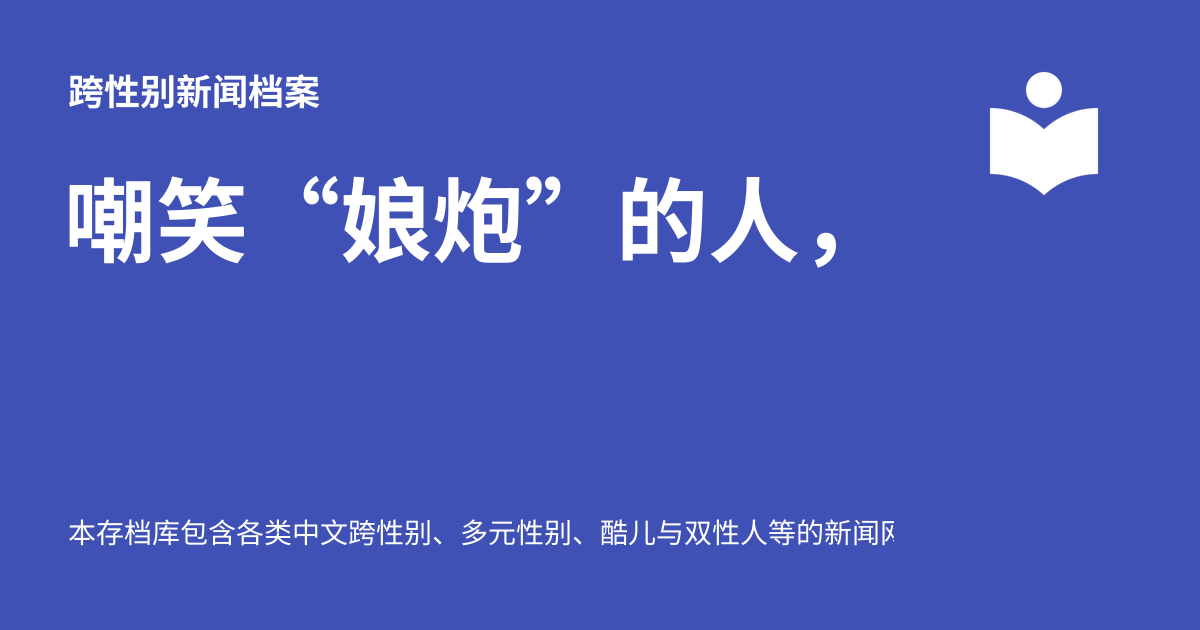 跨性别新闻档案
嘲笑“娘炮”的人，
本存档库包含各类中文跨性别、多元性别、酷儿与双性人等的新闻